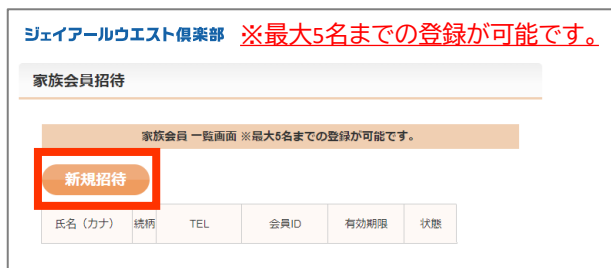 ジェイアールウエスト倶楽部 ※最大5名までの登録が可能です。
家族会員招待
家族会員 一覧画面 ※最大5名までの登録が可能です。
新規招待
氏名（カナ） 続柄 TEL 会員ID 有効期限 状態